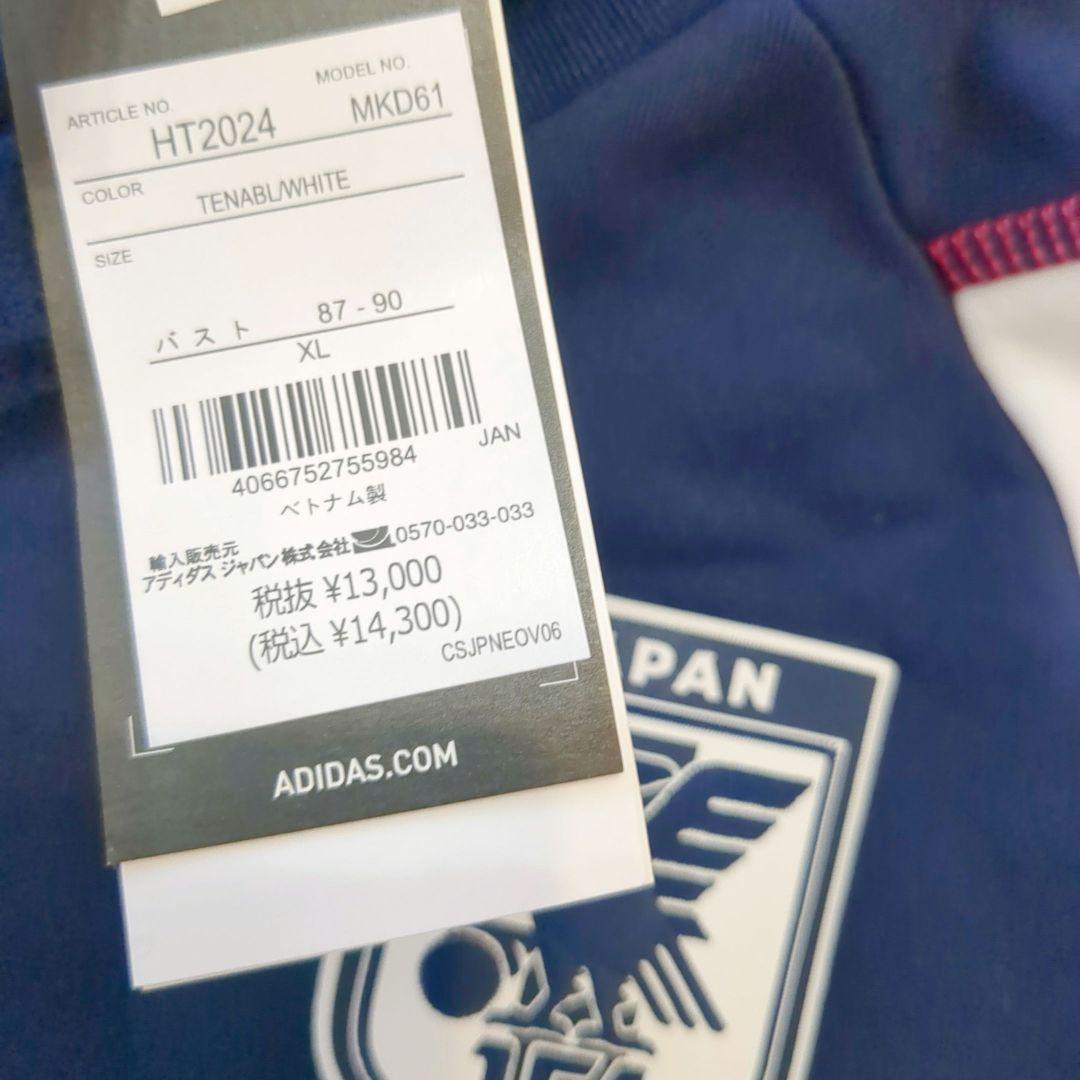 ARTICLE NO.
MODEL NO.
HT2024
MKD61
COLOR
TENABL/WHITE
SIZE
バスト 87 - 90
XL
4066752755984 JAN
ベトナム製
輸入販売元
アディダス ジャパン株式会社 0570-033-033
税抜 ¥13,000
(税込 ¥14,300)
CSJPNEOV06
ADIDAS.COM
PAN